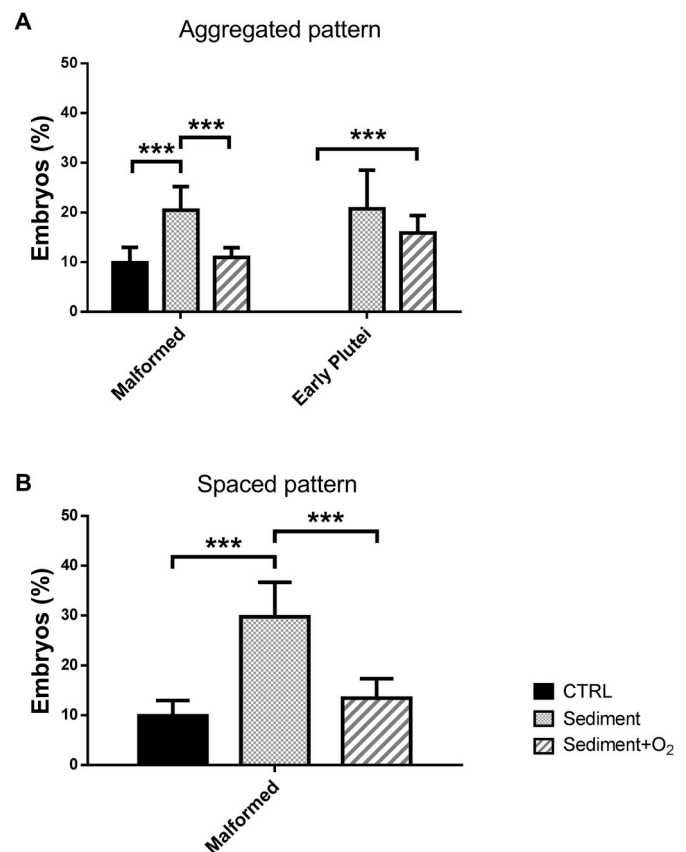 A
Aggregated pattern
50
40
30
20
10
0
Embryos (%)
***
***
***
Malformed
Early Plutei
B
Spaced pattern
50
40
30
20
10
0
Embryos (%)
***
***
Malformed
CTRL
Sediment
Sediment+O₂